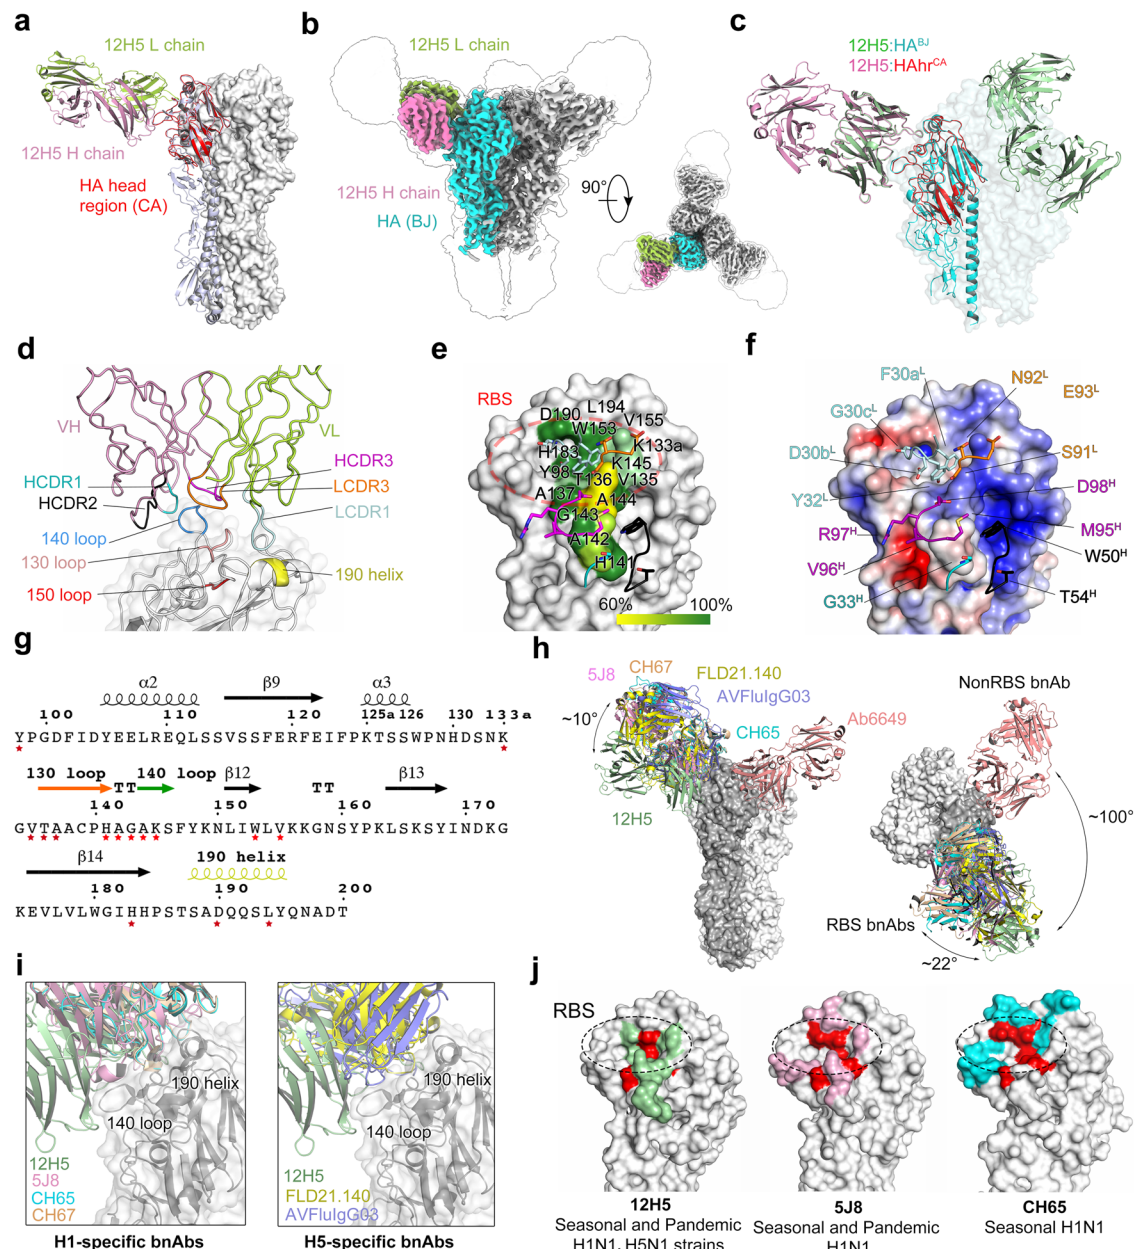 a
12H5 L chain
12H5 H chain
HA head
region (CA)
b
12H5 L chain
12H5 H chain
HA (BJ)
90°
c
12H5:HA^BJ
12H5:HAhr^CA
d
VH
VL
HCDR1
HCDR2
HCDR3
LCDR3
LCDR1
140 loop
130 loop
150 loop
190 helix
e
RBS
D190
L194
W153
V155
K133a
H183
K145
Y98
T136
V135
A137
A144
G143
A142
H141
60%
100%
f
F30a^L
N92^L
E93^L
G30c^L
D30b^L
S91^L
Y32^L
D98^H
R97^H
M95^H
V96^H
W50^H
G33^H
T54^H
g
α2 β9 α3
100 110 120 125a 126 130 133a
YPGDFIDYEELREQLSSVSSFERFEIFPKTSSWPNHDSNK
130 loop TT 140 loop β12 TT β13
140 150 160 170
GVTAACPHAGAKSFYKNLIWLVKKGNSYPKLSKSYINDKG
β14 190 helix
180 190 200
KEVLVLWGIHHPSTSADQQSLYQNADT
h
5J8
CH67
FLD21.140
AVFluIgG03
CH65
Ab6649
~10°
12H5
NonRBS bnAb
~100°
RBS bnAbs
~22°
i
190 helix
140 loop
12H5
5J8
CH65
CH67
H1-specific bnAbs
190 helix
140 loop
12H5
FLD21.140
AVFluIgG03
H5-specific bnAbs
j
RBS
12H5
Seasonal and Pandemic
H1N1, H5N1 strains
5J8
Seasonal and Pandemic
H1N1
CH65
Seasonal H1N1